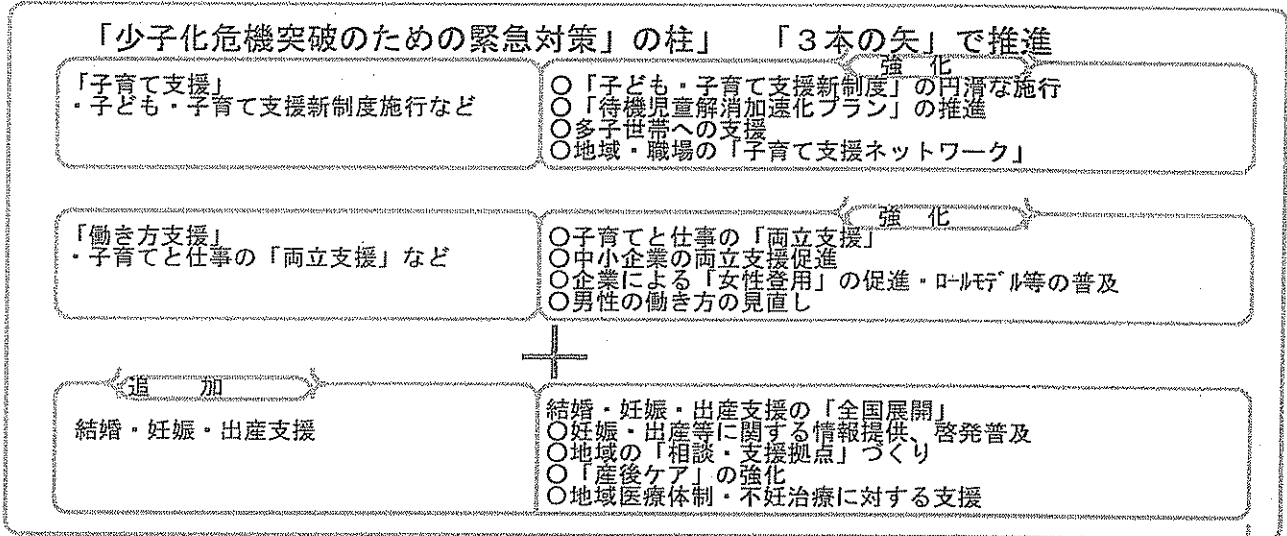 「少子化危機突破のための緊急対策」の柱」　「３本の矢」で推進
「子育て支援」
・子ども・子育て支援新制度施行など
強　化
〇「子ども・子育て支援新制度」の円滑な施行
〇「待機児童解消加速化プラン」の推進
〇多子世帯への支援
〇地域・職場の「子育て支援ネットワーク」
「働き方支援」
・子育てと仕事の「両立支援」など
強　化
〇子育てと仕事の「両立支援」
〇中小企業の両立支援促進
〇企業による「女性登用」の促進・ﾛｰﾙﾓﾃﾞﾙ等の普及
〇男性の働き方の見直し
＋
追　加
結婚・妊娠・出産支援
結婚・妊娠・出産支援の「全国展開」
〇妊娠・出産等に関する情報提供、啓発普及
〇地域の「相談・支援拠点」づくり
〇「産後ケア」の強化
〇地域医療体制・不妊治療に対する支援